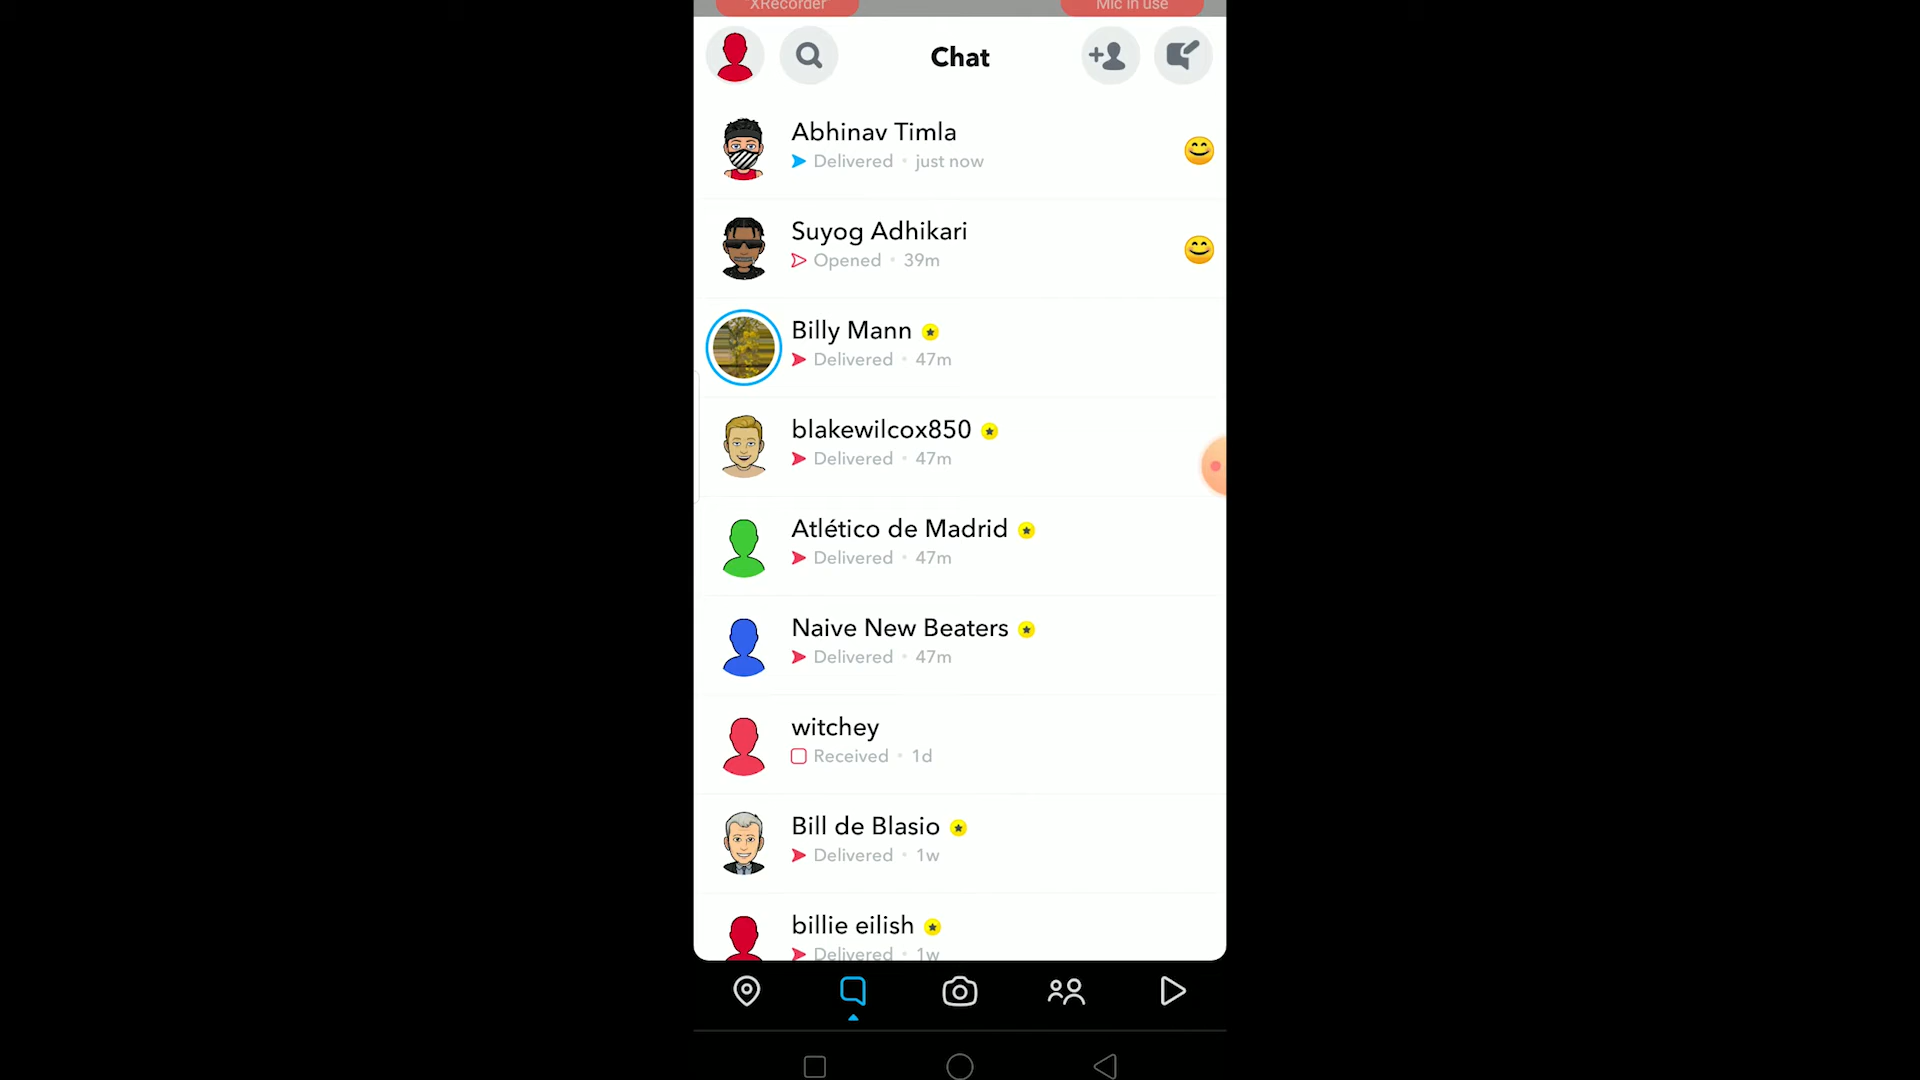 XRecorder
Mic in use
Chat
Abhinav Timla
Delivered • just now
Suyog Adhikari
Opened • 39m
Billy Mann
Delivered • 47m
blakewilcox850
Delivered • 47m
Atlético de Madrid
Delivered • 47m
Naive New Beaters
Delivered • 47m
witchey
Received • 1d
Bill de Blasio
Delivered • 1w
billie eilish
Delivered • 1w